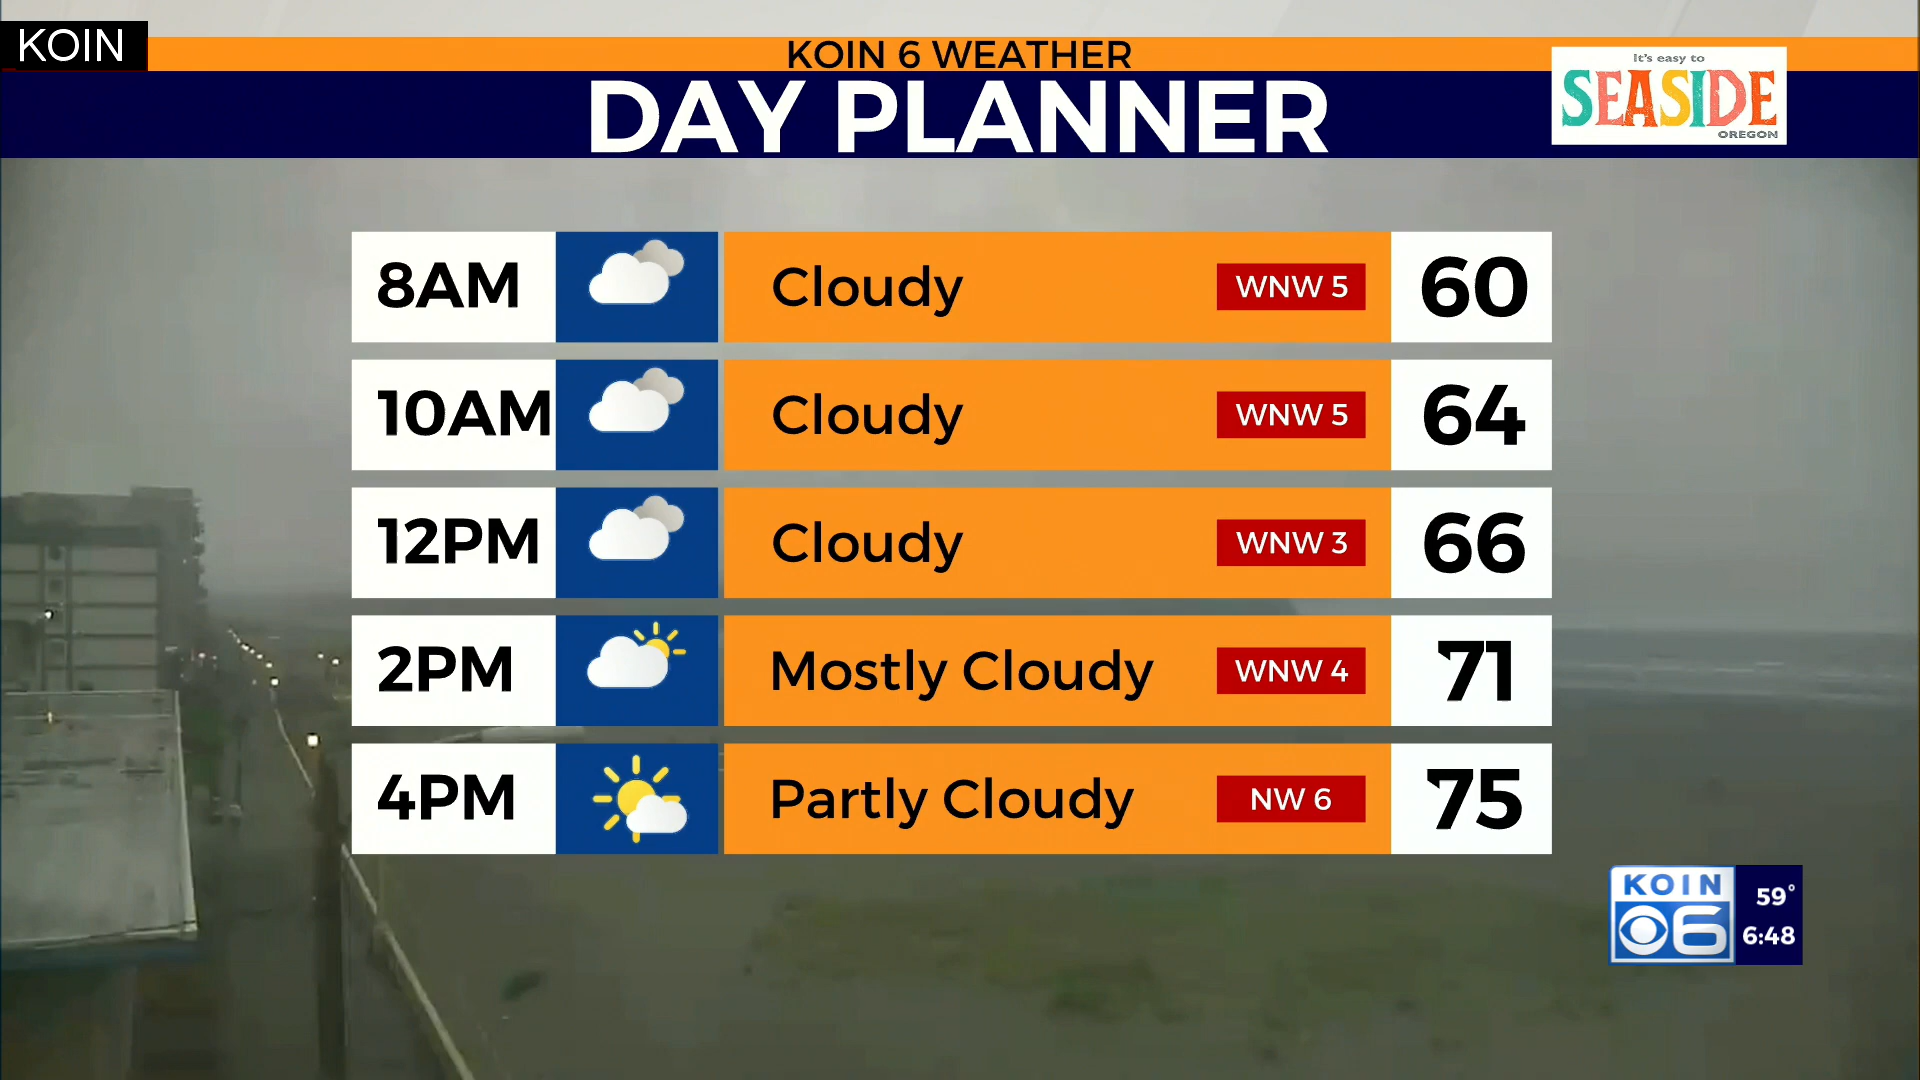 KOIN
KOIN 6 WEATHER
DAY PLANNER
It's easy to
SEASIDE
OREGON
8AM Cloudy WNW 5 60
10AM Cloudy WNW 5 64
12PM Cloudy WNW 3 66
2PM Mostly Cloudy WNW 4 71
4PM Partly Cloudy NW 6 75
KOIN
6
59°
6:48